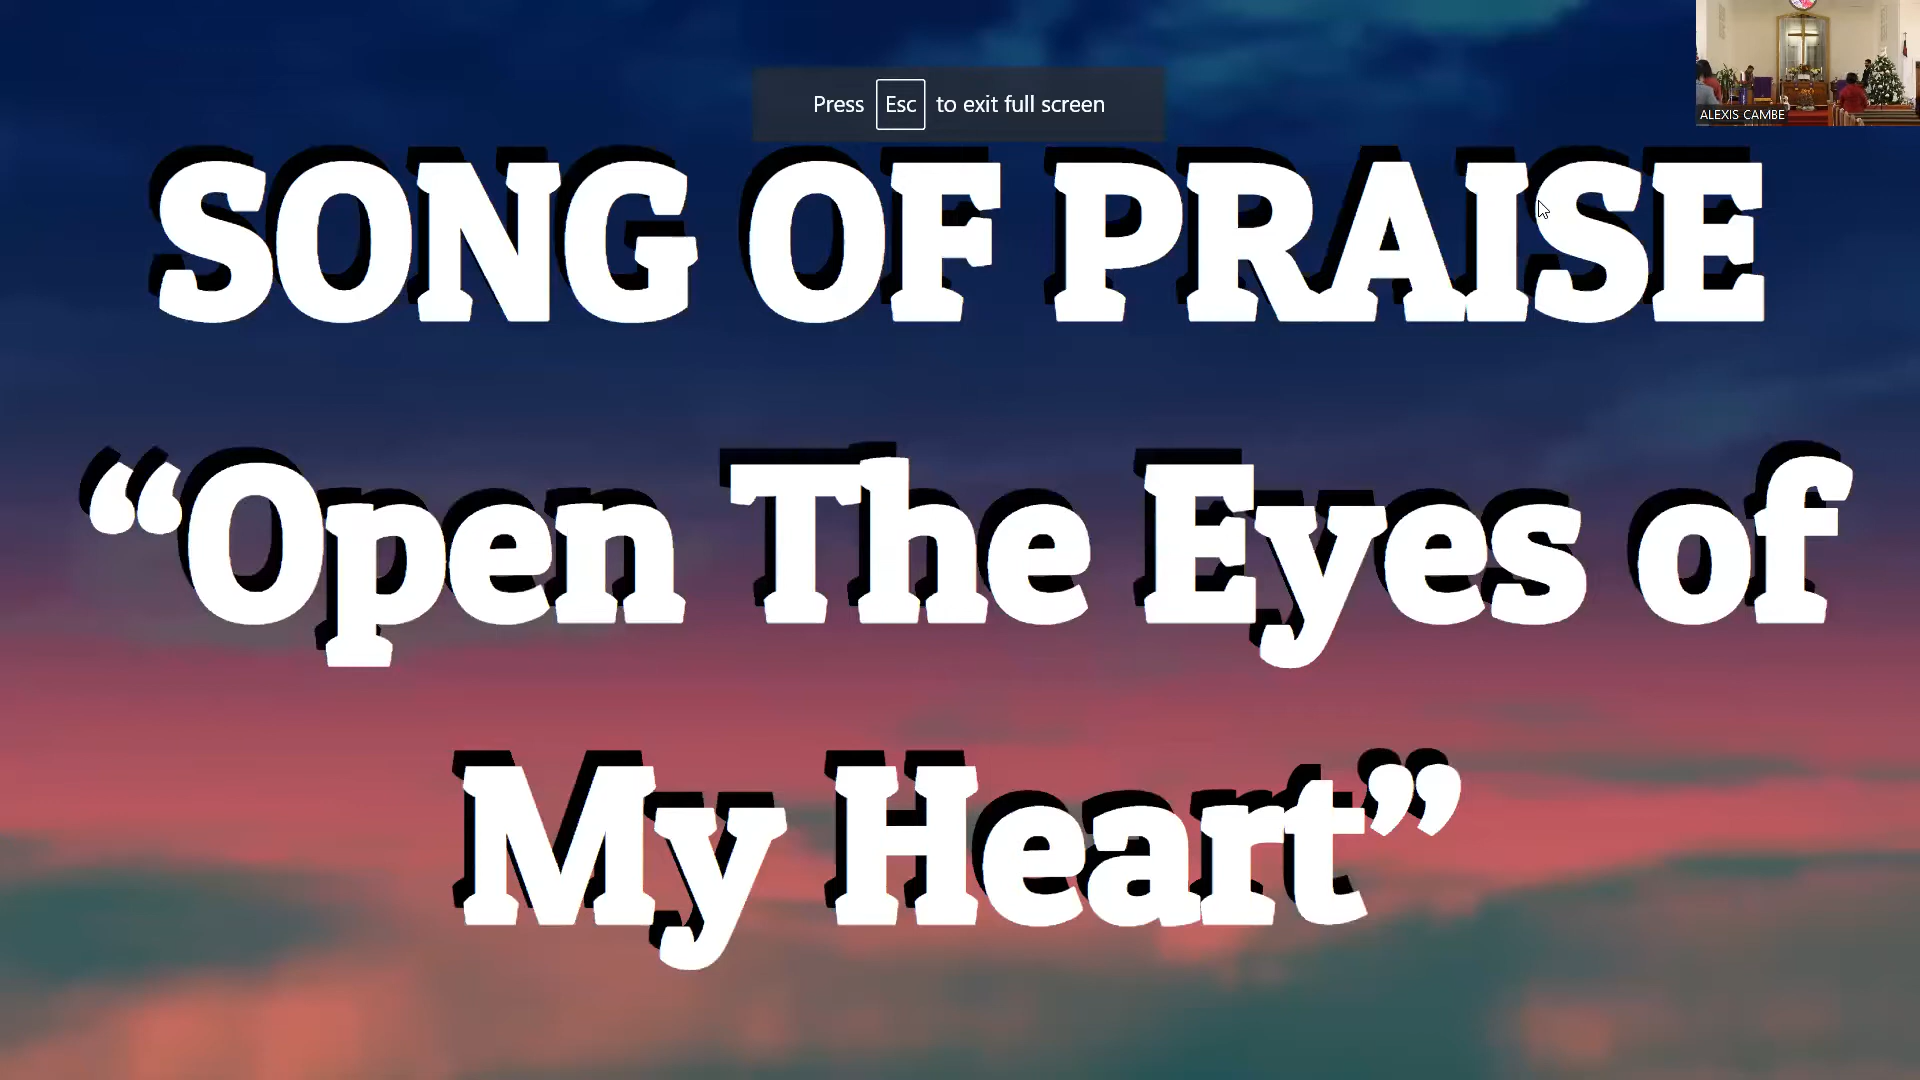 Press Esc to exit full screen
ALEXIS CAMBE
SONG OF PRAISE
“Open The Eyes of
My Heart”